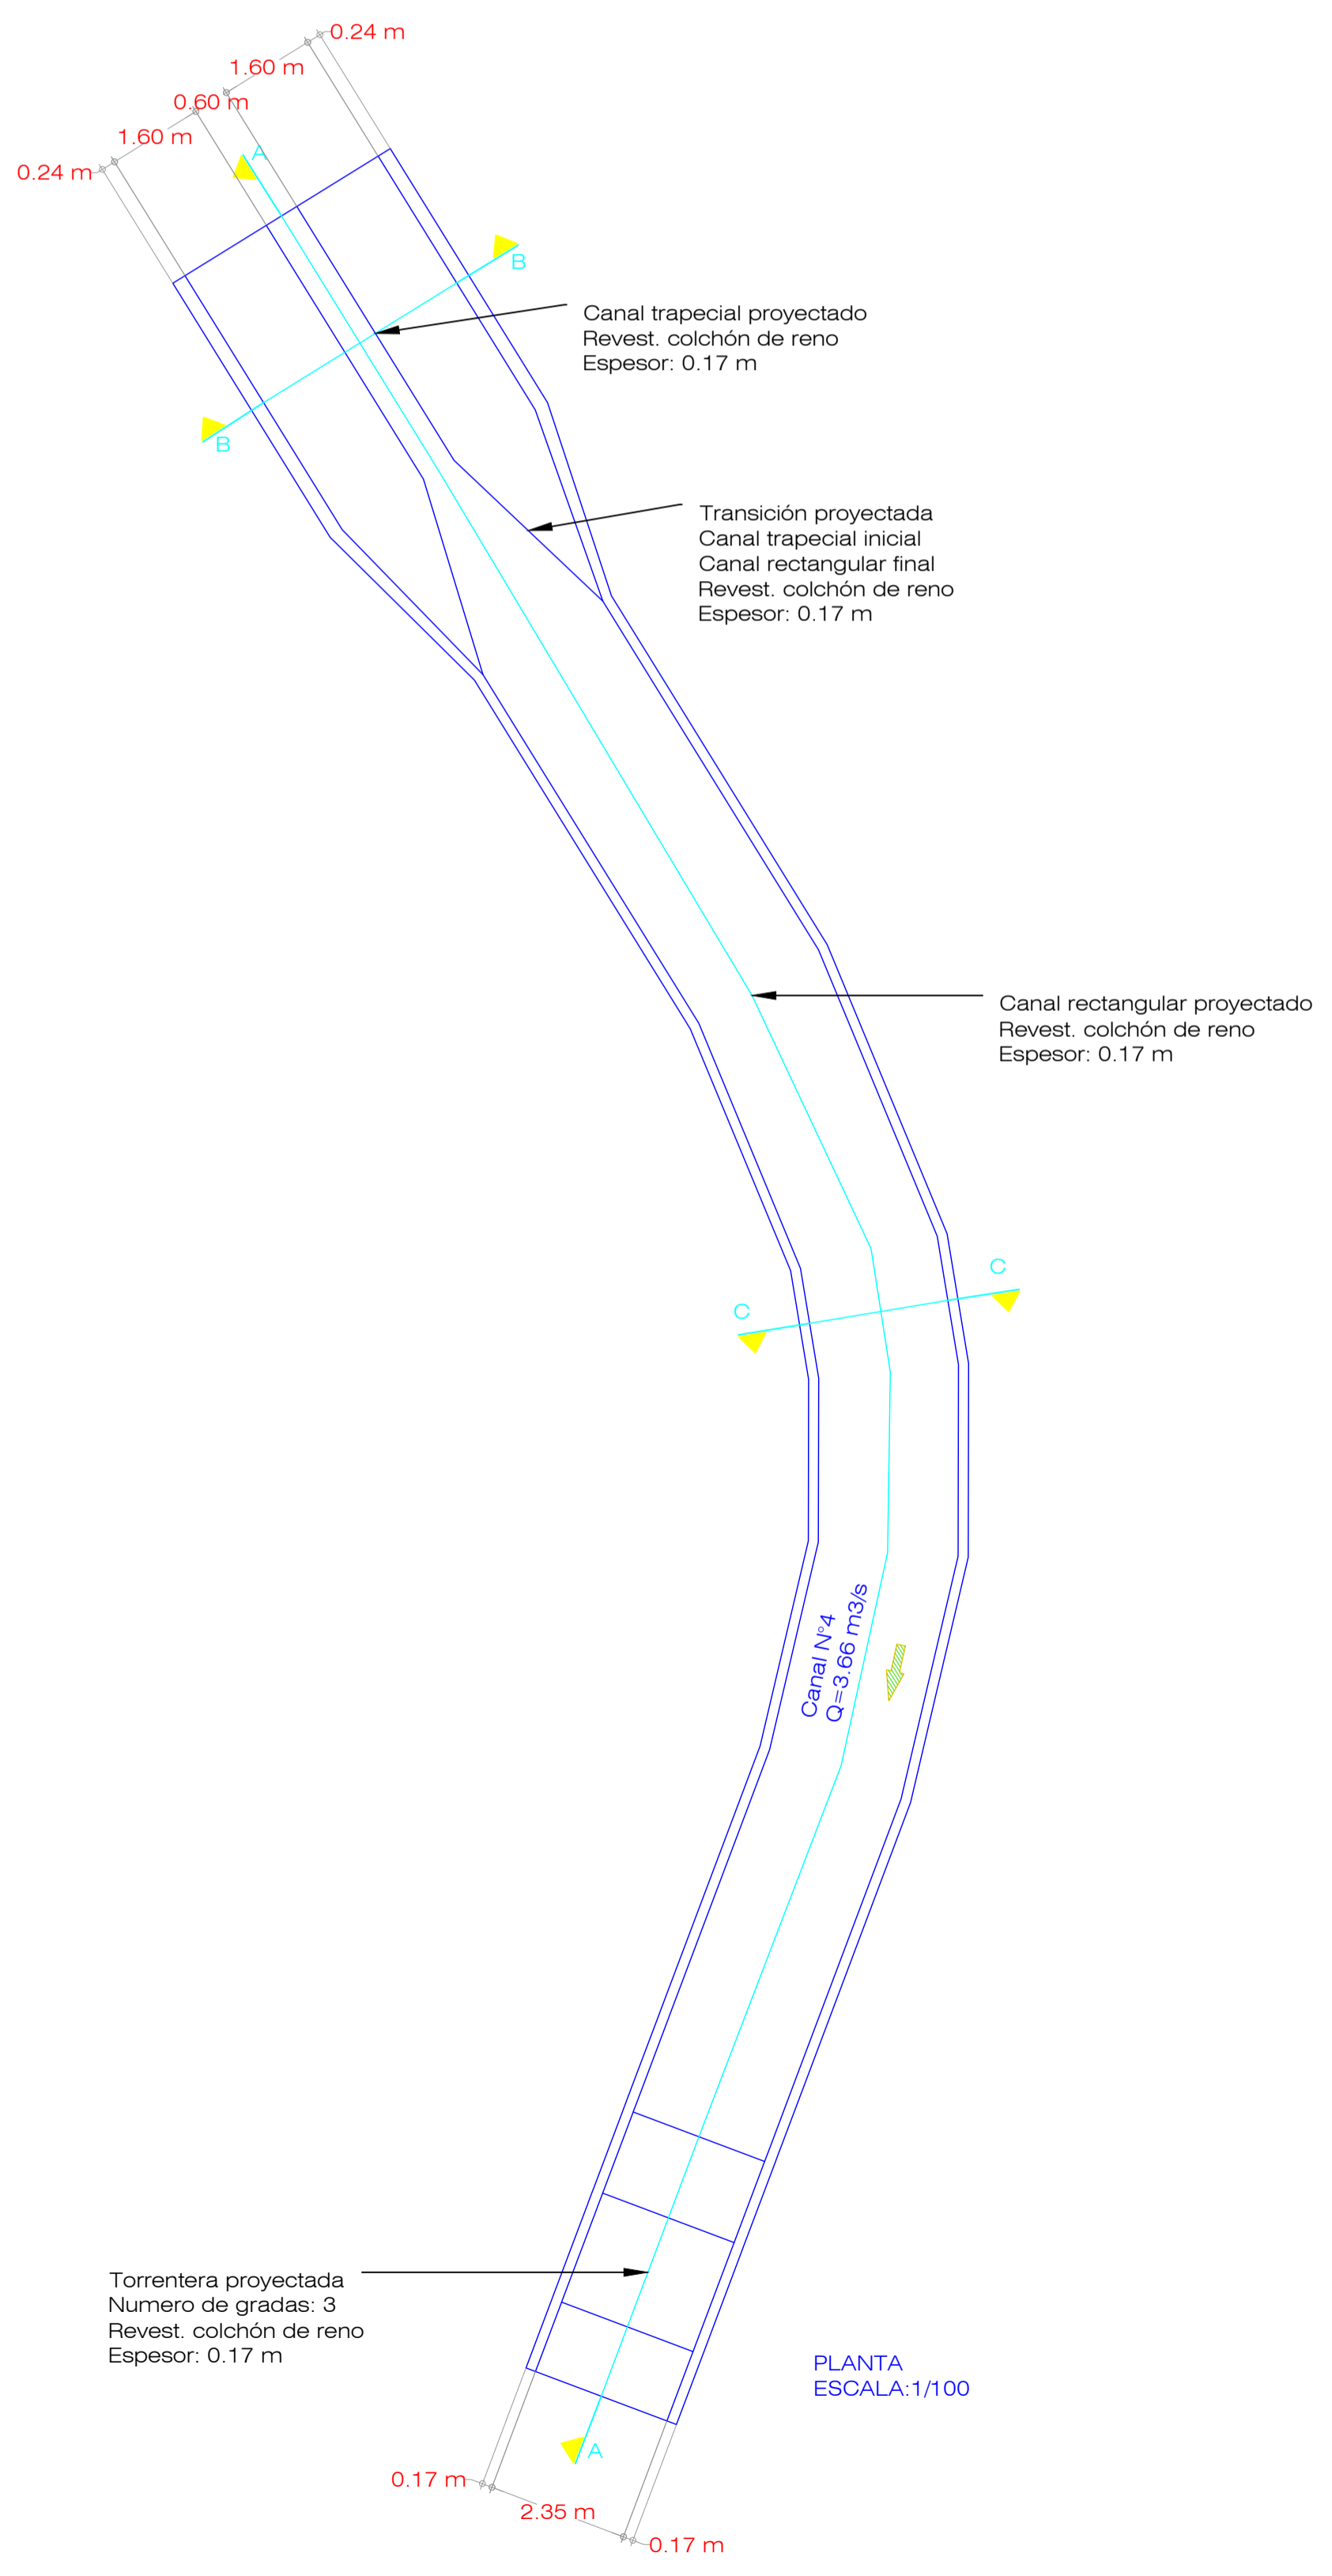 0.24 m
1.60 m
0.60 m
1.60 m
0.24 m
A
B
B
Canal trapecial proyectado
Revest. colchón de reno
Espesor: 0.17 m
Transición proyectada
Canal trapecial inicial
Canal rectangular final
Revest. colchón de reno
Espesor: 0.17 m
Canal rectangular proyectado
Revest. colchón de reno
Espesor: 0.17 m
C
C
Canal N°4
Q=3.66 m3/s
Torrentera proyectada
Numero de gradas: 3
Revest. colchón de reno
Espesor: 0.17 m
PLANTA
ESCALA:1/100
A
0.17 m
2.35 m
0.17 m